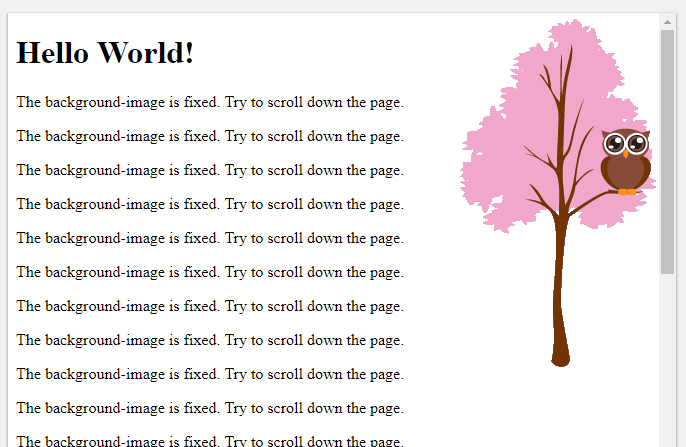 Hello World!
The background-image is fixed. Try to scroll down the page.
The background-image is fixed. Try to scroll down the page.
The background-image is fixed. Try to scroll down the page.
The background-image is fixed. Try to scroll down the page.
The background-image is fixed. Try to scroll down the page.
The background-image is fixed. Try to scroll down the page.
The background-image is fixed. Try to scroll down the page.
The background-image is fixed. Try to scroll down the page.
The background-image is fixed. Try to scroll down the page.
The background-image is fixed. Try to scroll down the page.
The background-image is fixed. Try to scroll down the page.